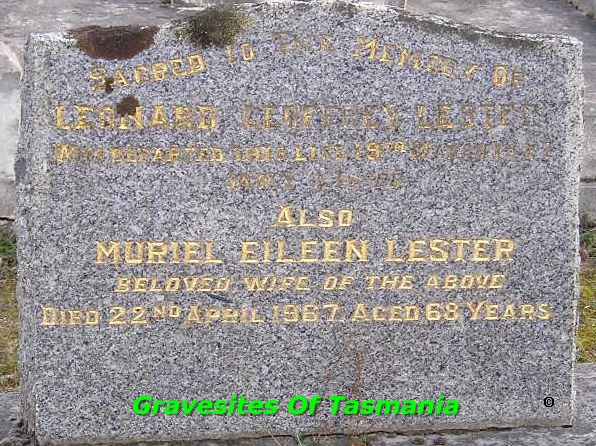 Sacred to The Memory of
Leonard Geoffrey Lester
Who departed this life 19th March
Also
Muriel Eileen Lester
beloved wife of the above
Died 22nd April 1967. Aged 68 Years
Gravesites Of Tasmania ©